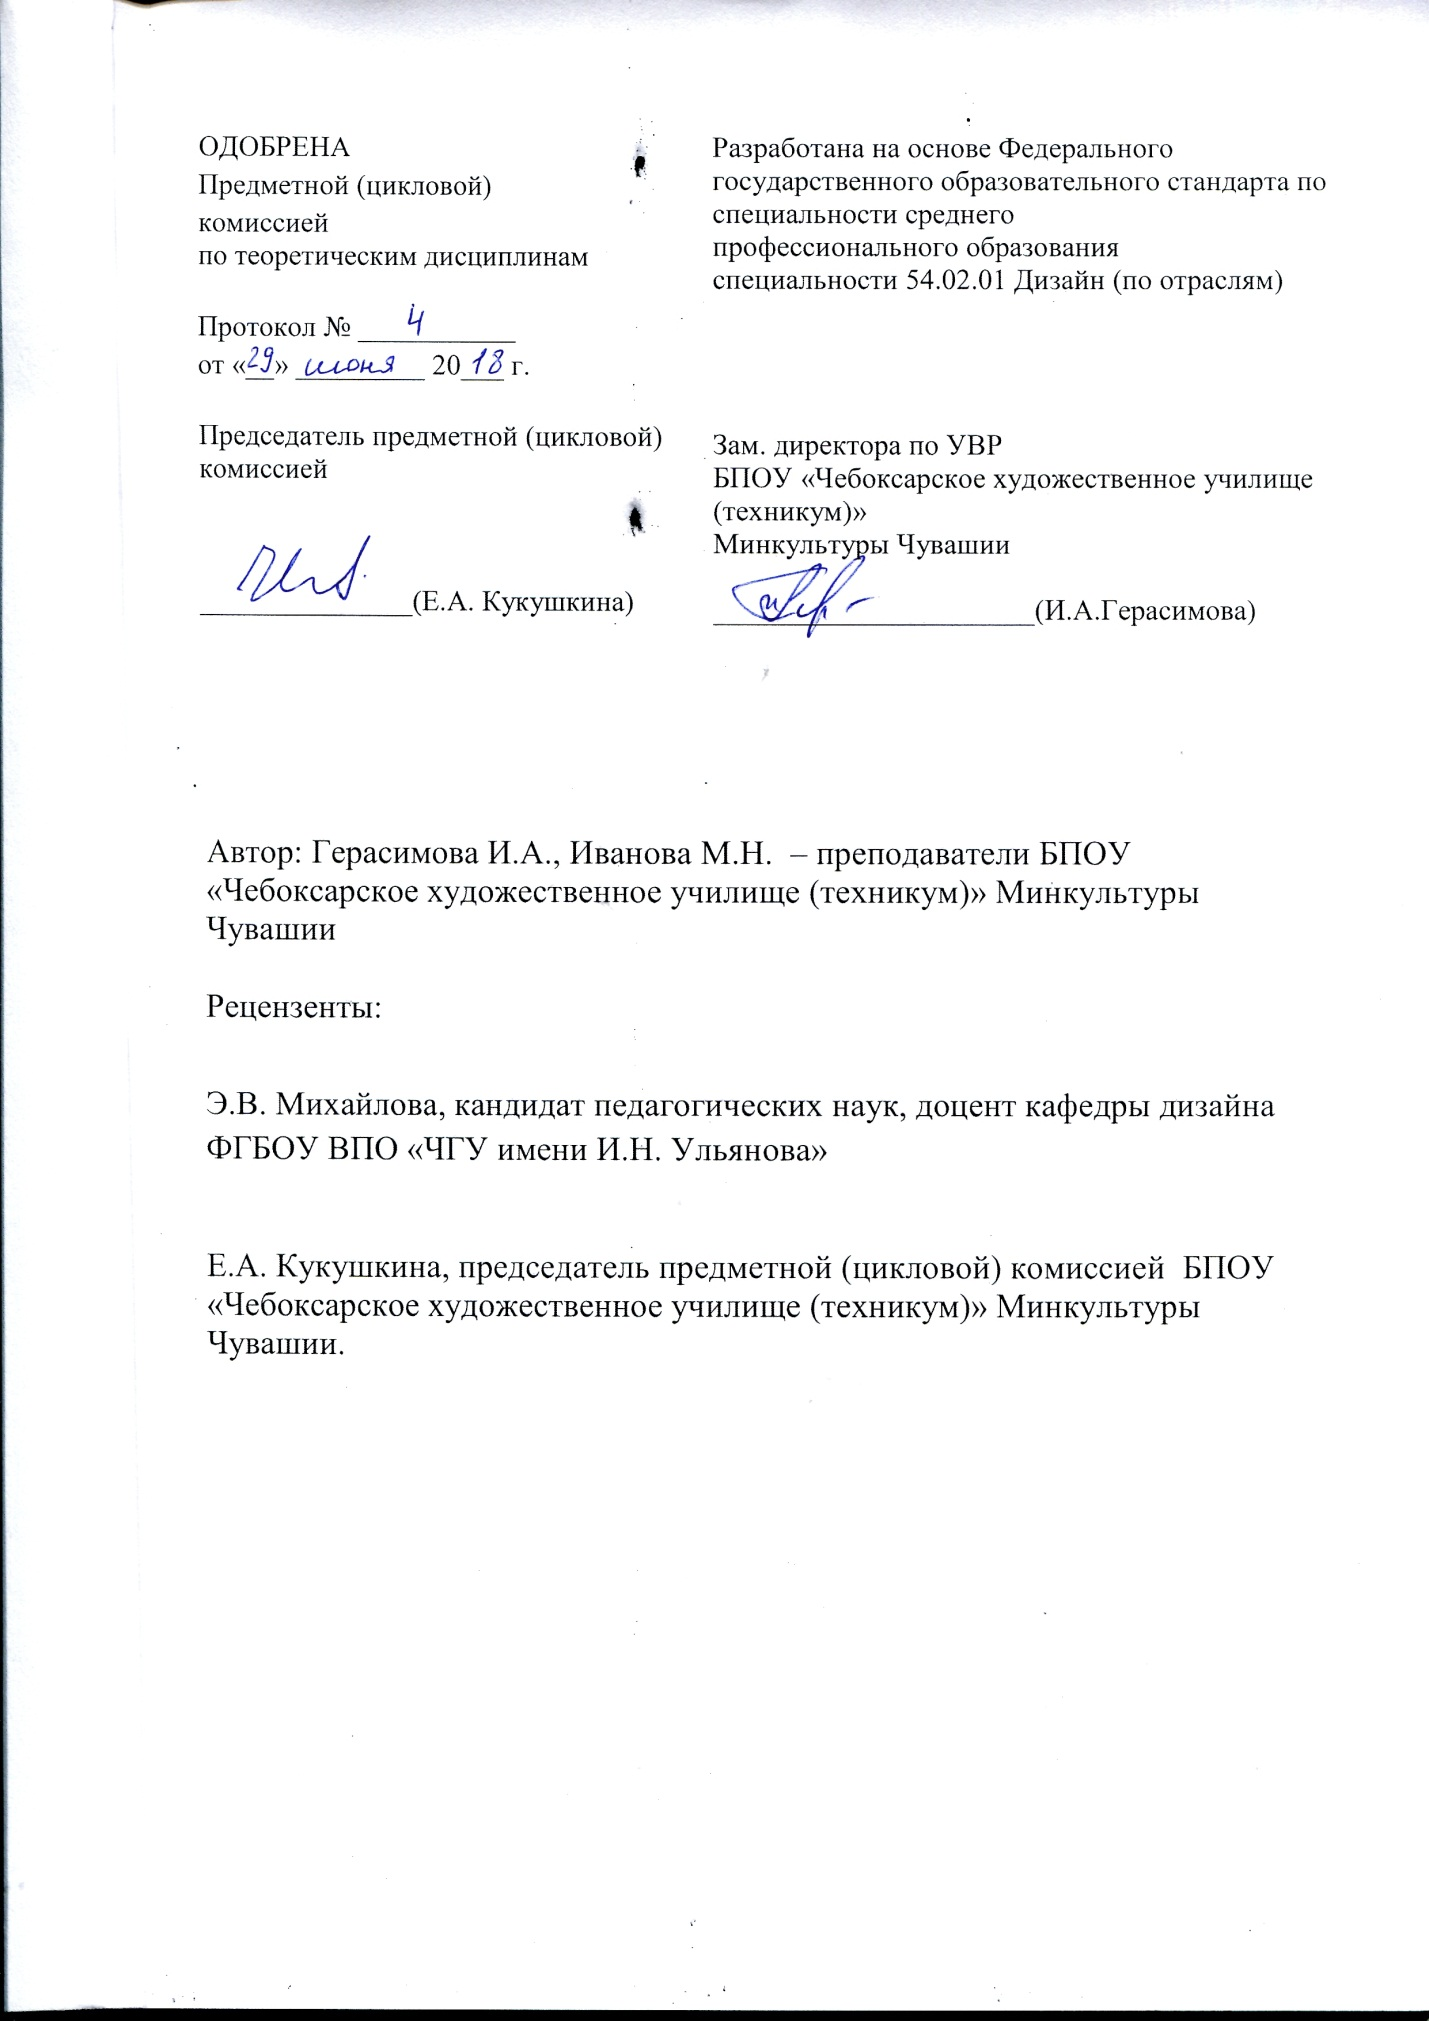 ОДОБРЕНА
Предметной (цикловой)
комиссией
по теоретическим дисциплинам
Протокол № 4
от «29» июня 2018 г.
Председатель предметной (цикловой)
комиссией
(Е.А. Кукушкина)
Разработана на основе Федерального
государственного образовательного стандарта по
специальности среднего
профессионального образования
специальности 54.02.01 Дизайн (по отраслям)
Зам. директора по УВР
БПОУ «Чебоксарское художественное училище
(техникум)»
Минкультуры Чувашии
(И.А.Герасимова)
Автор: Герасимова И.А., Иванова М.Н. – преподаватели БПОУ
«Чебоксарское художественное училище (техникум)» Минкультуры
Чувашии
Рецензенты:
Э.В. Михайлова, кандидат педагогических наук, доцент кафедры дизайна
ФГБОУ ВПО «ЧГУ имени И.Н. Ульянова»
Е.А. Кукушкина, председатель предметной (цикловой) комиссией БПОУ
«Чебоксарское художественное училище (техникум)» Минкультуры
Чувашии.